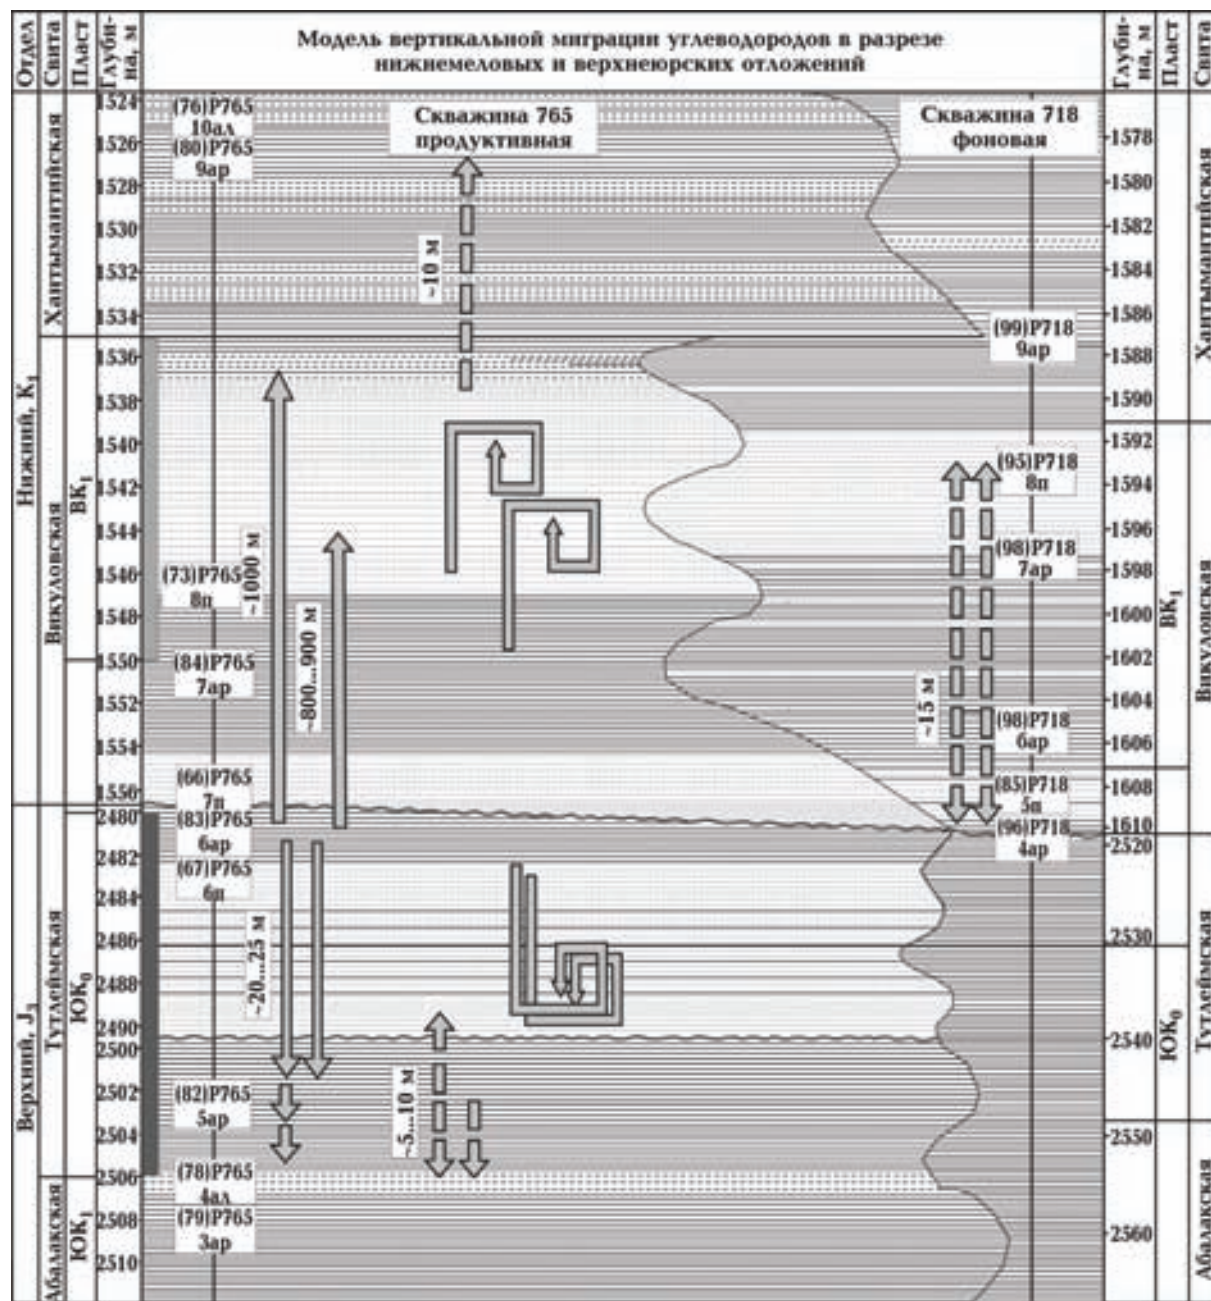 Отдел
Свита
Пласт
Глуби-
на, м
Модель вертикальной миграции углеводородов в разрезе
нижнемеловых и верхнеюрских отложений
Глуби-
на, м
Пласт
Свита
Нижний, K₁
Верхний, J₃
Хантымантийская
Викуловская
Тутлеймская
Абалакская
ВК₁
ЮК₀
ЮК₁
1524
1526
1528
1530
1532
1534
1536
1538
1540
1542
1544
1546
1548
1550
1552
1554
1556
2480
2482
2484
2486
2488
2490
2500
2502
2504
2506
2508
2510
(76)Р765
10ал
(80)Р765
9ар
(73)Р765
8п
(84)Р765
7ар
(66)Р765
7п
(83)Р765
6ар
(67)Р765
6п
(82)Р765
5ар
(78)Р765
4ал
(79)Р765
3ар
Скважина 765
продуктивная
~10 м
~1000 м
~800...900 м
~20...25 м
~5...10 м
Скважина 718
фоновая
(99)Р718
9ар
(95)Р718
8п
(98)Р718
7ар
~15 м
(98)Р718
6ар
(85)Р718
5п
(96)Р718
4ар
1578
1580
1582
1584
1586
1588
1590
1592
1594
1596
1598
1600
1602
1604
1606
1608
1610
2520
2530
2540
2550
2560
ВК₁
ЮК₀
Хантымантийская
Викуловская
Тутлеймская
Абалакская